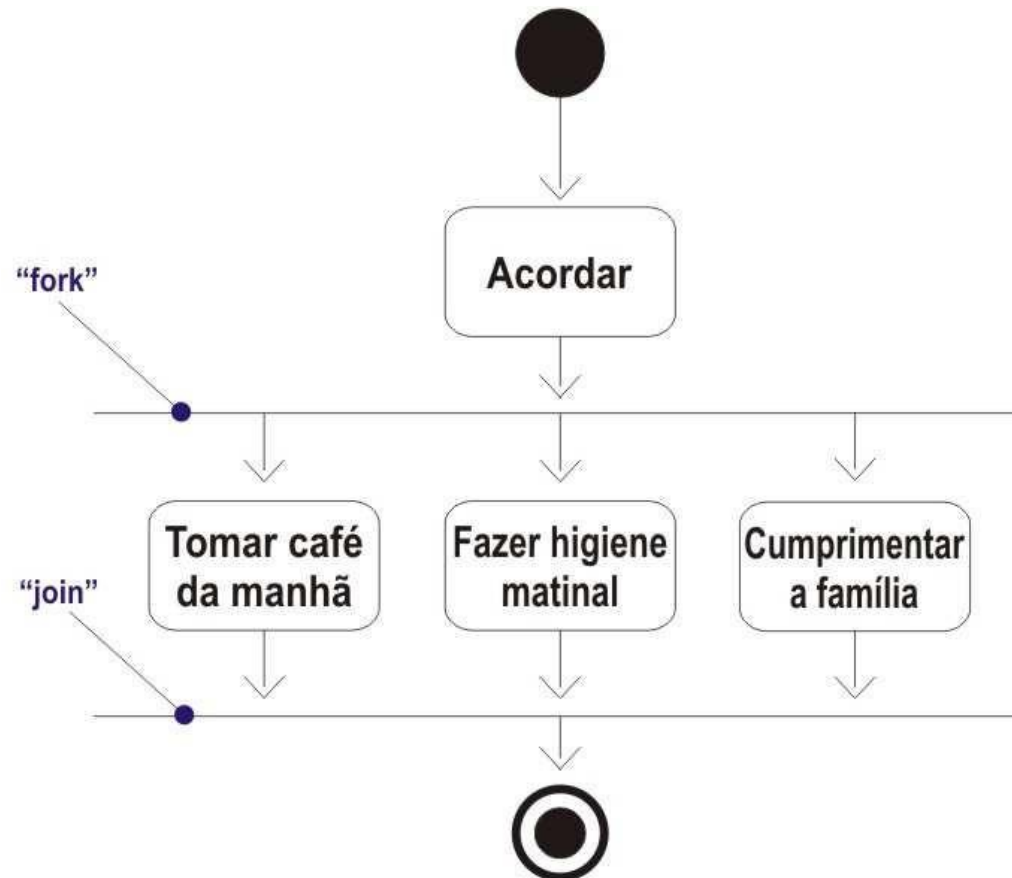 Acordar
“fork”
Tomar café
da manhã
Fazer higiene
matinal
Cumprimentar
a família
“join”